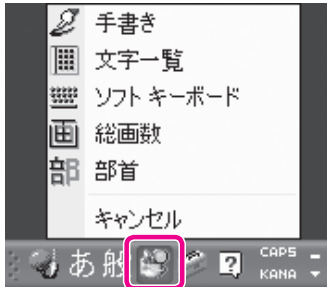 手書き
文字一覧
ソフト キーボード
総画数
部首
キャンセル
あ 般 ? CAPS
KANA